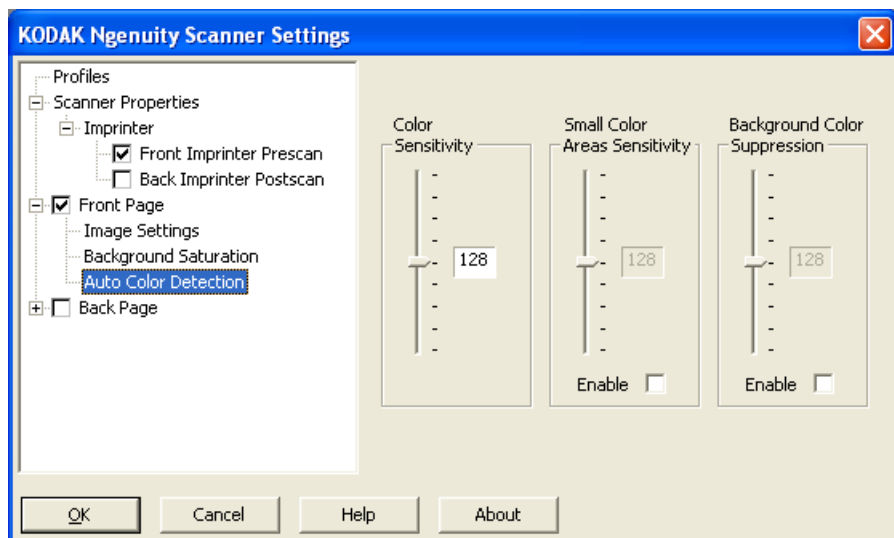 KODAK Ngenuity Scanner Settings
Profiles
Scanner Properties
Imprinter
Front Imprinter Prescan
Back Imprinter Postscan
Front Page
Image Settings
Background Saturation
Auto Color Detection
Back Page
Color
Sensitivity
128
Small Color
Areas Sensitivity
128
Enable
Background Color
Suppression
128
Enable
OK
Cancel
Help
About